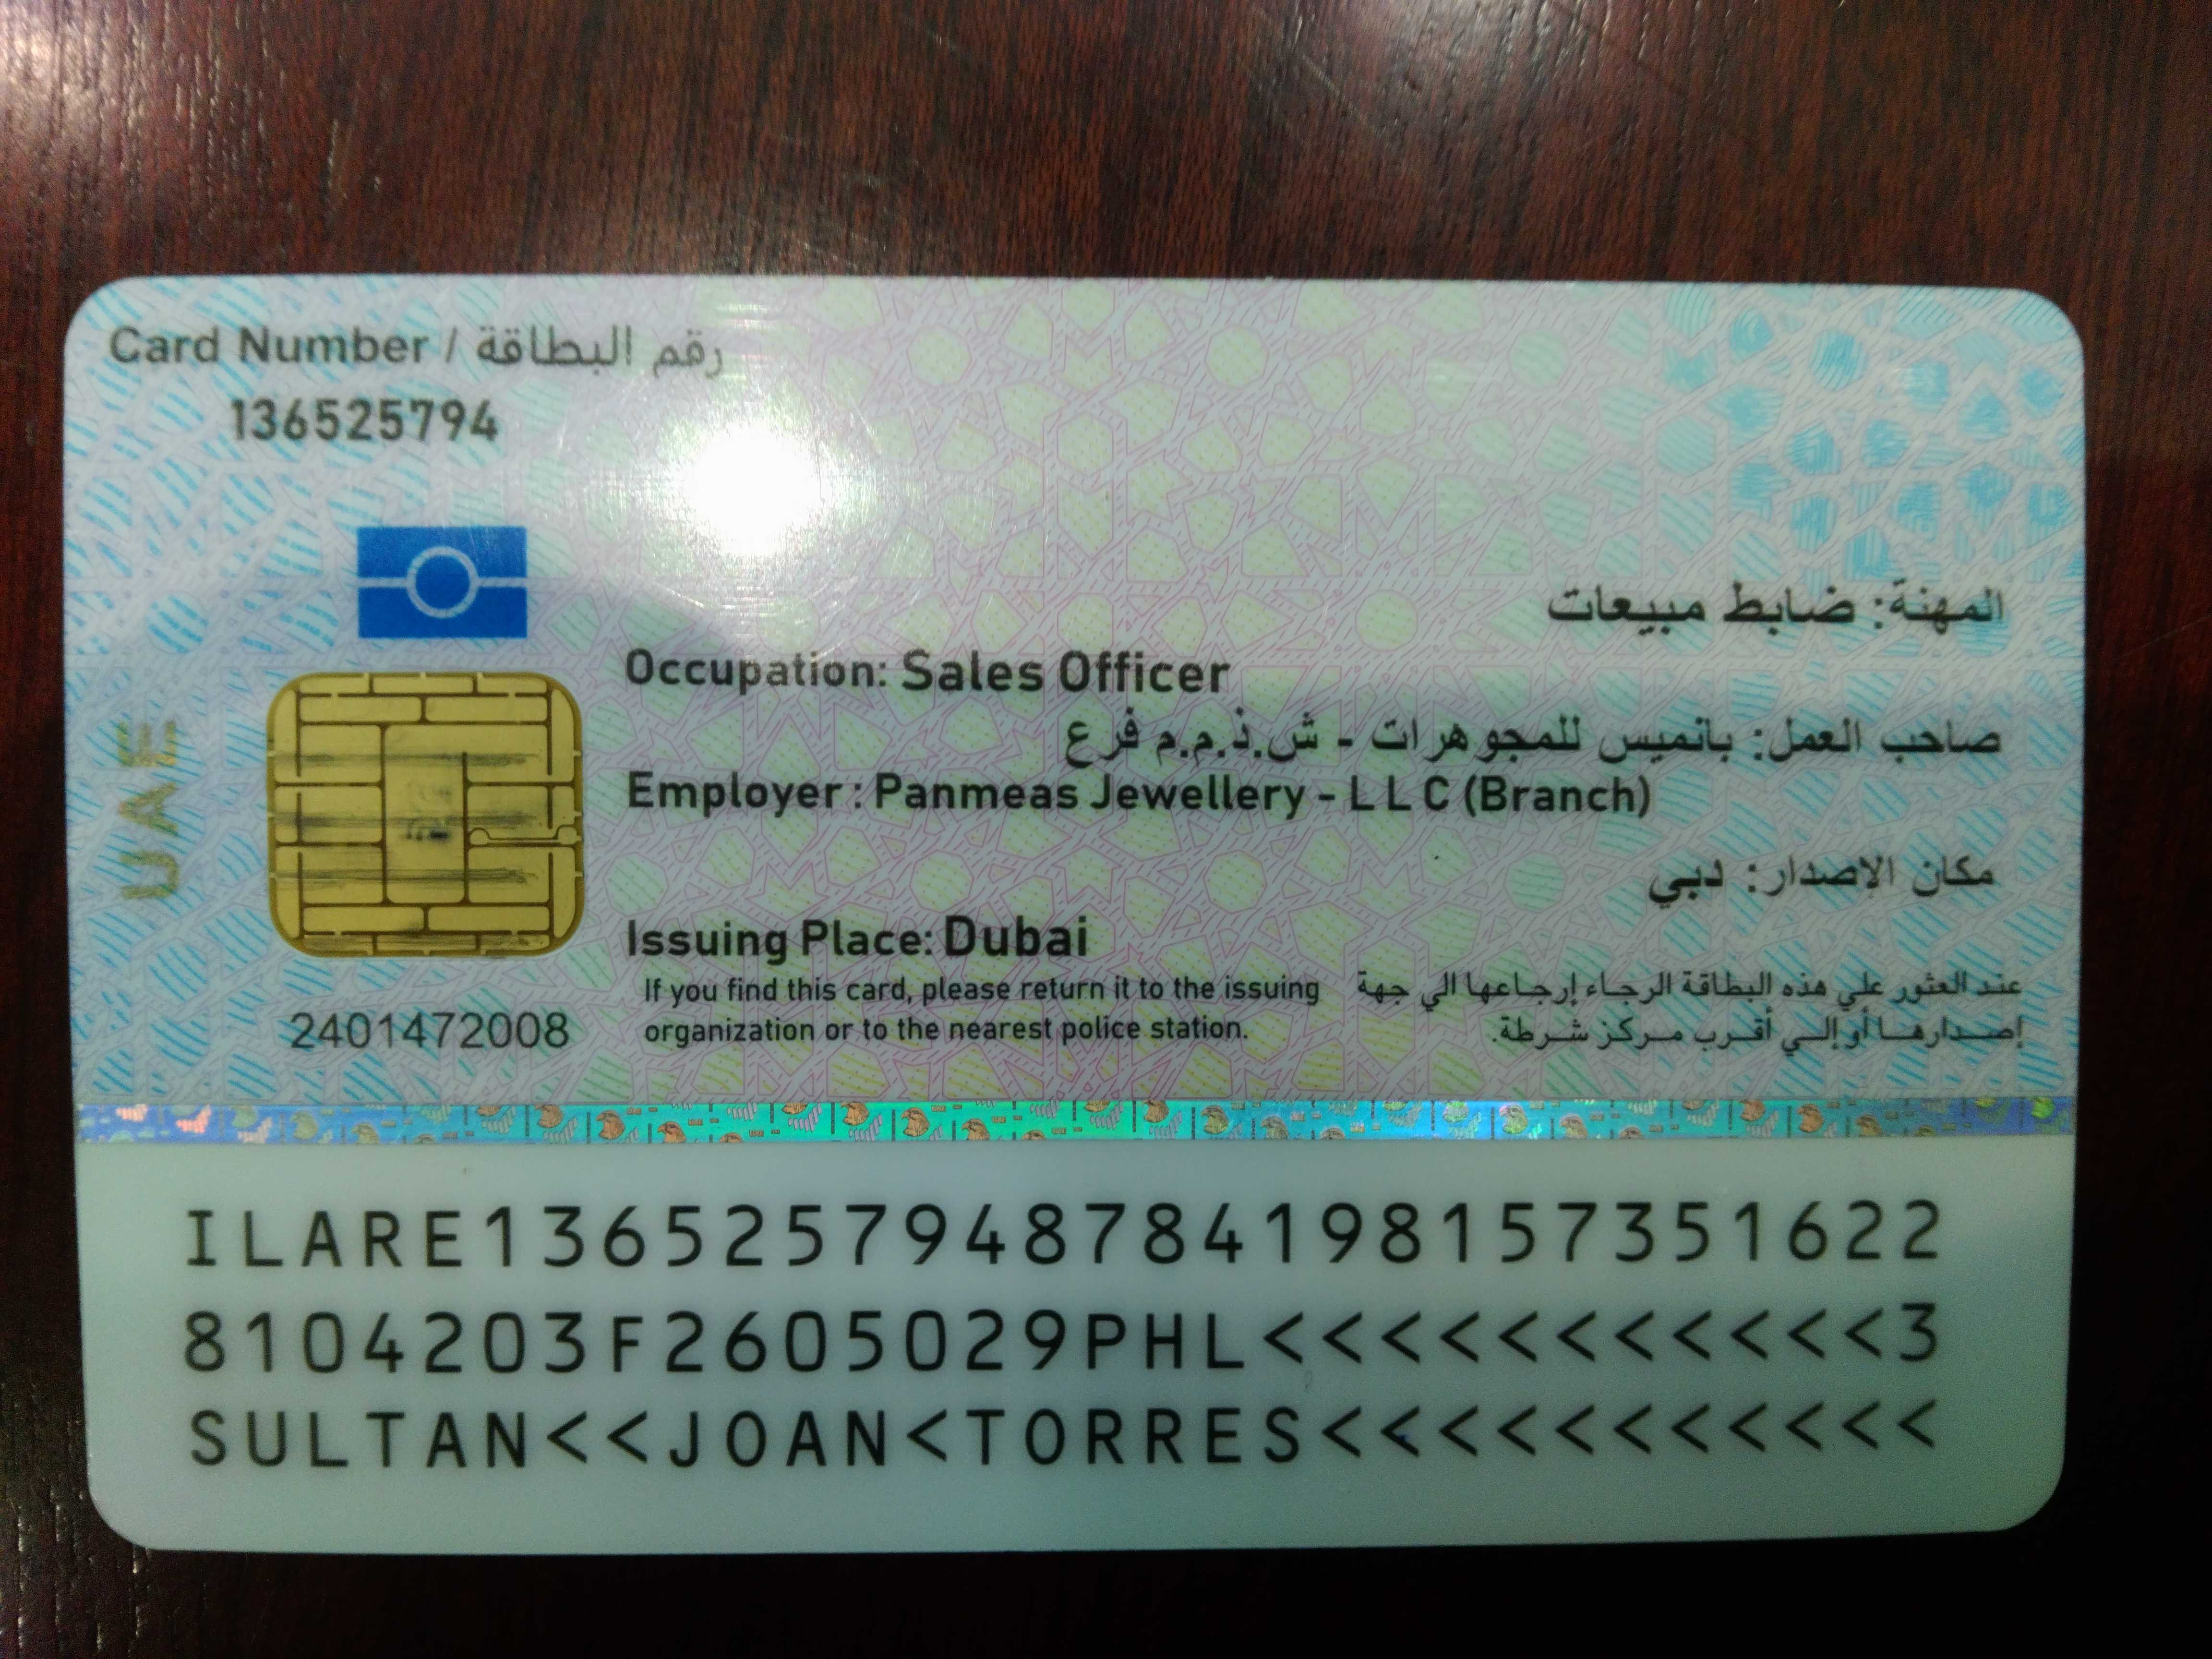 Card Number / رقم البطاقة
136525794
المهنة: ضابط مبيعات
Occupation: Sales Officer
صاحب العمل: بانميس للمجوهرات - ش.ذ.م.م فرع
Employer : Panmeas Jewellery - L L C (Branch)
مكان الاصدار: دبي
Issuing Place: Dubai
If you find this card, please return it to the issuing
organization or to the nearest police station.
عند العثور علي هذه البطاقة الرجاء إرجاعها الي جهة
إصدارها أو إلي أقرب مركز شرطة.
UAE
2401472008
ILARE1365257948784198157351622
8104203F2605029PHL<<<<<<<<<<<3
SULTAN<<JOAN<TORRES<<<<<<<<<<<